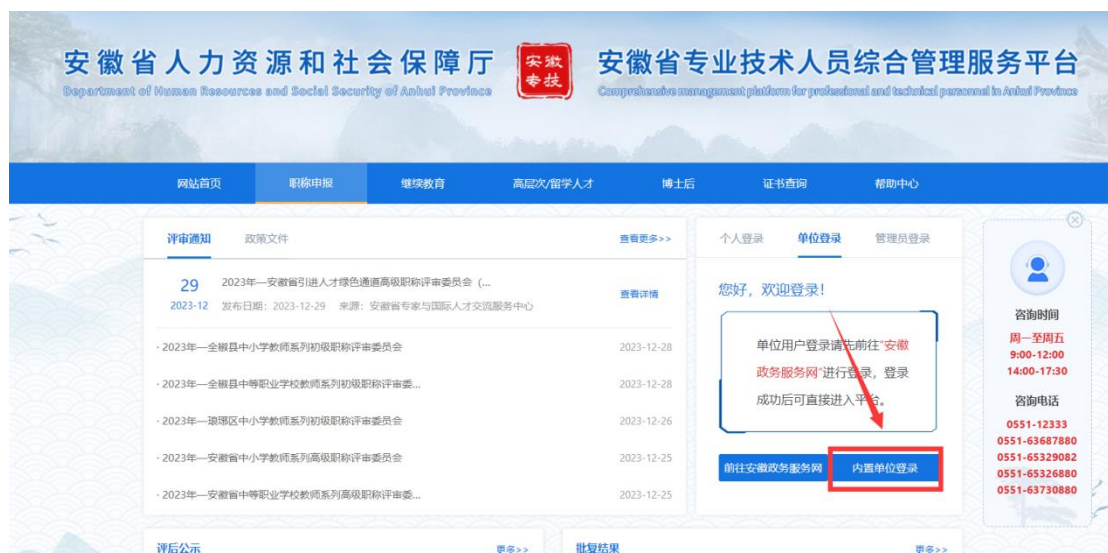 安徽省人力资源和社会保障厅
Department of Human Resources and Social Security of Anhui Province
安徽
专技
安徽省专业技术人员综合管理服务平台
Comprehensive management platform for professional and technical personnel in Anhui Province
网站首页 职称申报 继续教育 高层次/留学人才 博士后 证书查询 帮助中心
评审通知 政策文件 查看更多>>
29
2023-12
2023年—安徽省引进人才绿色通道高级职称评审委员会（...
发布日期：2023-12-29 来源：安徽省专家与国际人才交流服务中心
查看详情
· 2023年—全椒县中小学教师系列初级职称评审委员会 2023-12-28
· 2023年—全椒县中等职业学校教师系列初级职称评审委... 2023-12-28
· 2023年—琅琊区中小学教师系列初级职称评审委员会 2023-12-26
· 2023年—安徽省中小学教师系列高级职称评审委员会 2023-12-25
· 2023年—安徽省中等职业学校教师系列高级职称评审委... 2023-12-25
个人登录 单位登录 管理员登录
您好，欢迎登录！
单位用户登录请先前往"安徽
政务服务网"进行登录，登录
成功后可直接进入平台。
前往安徽政务服务网 内置单位登录
咨询时间
周一至周五
9:00-12:00
14:00-17:30
咨询电话
0551-12333
0551-63687880
0551-65329082
0551-65326880
0551-63730880
评后公示 更多>> 批复结果 更多>>